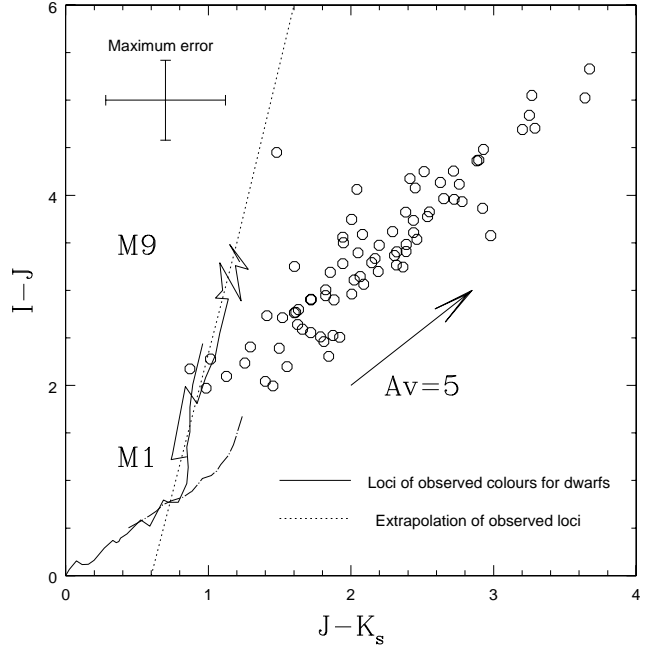 6
Maximum error
4
M9
I-J
2
Av=5
M1
Loci of observed colours for dwarfs
Extrapolation of observed loci
0
0 1 2 3 4
J-Ks